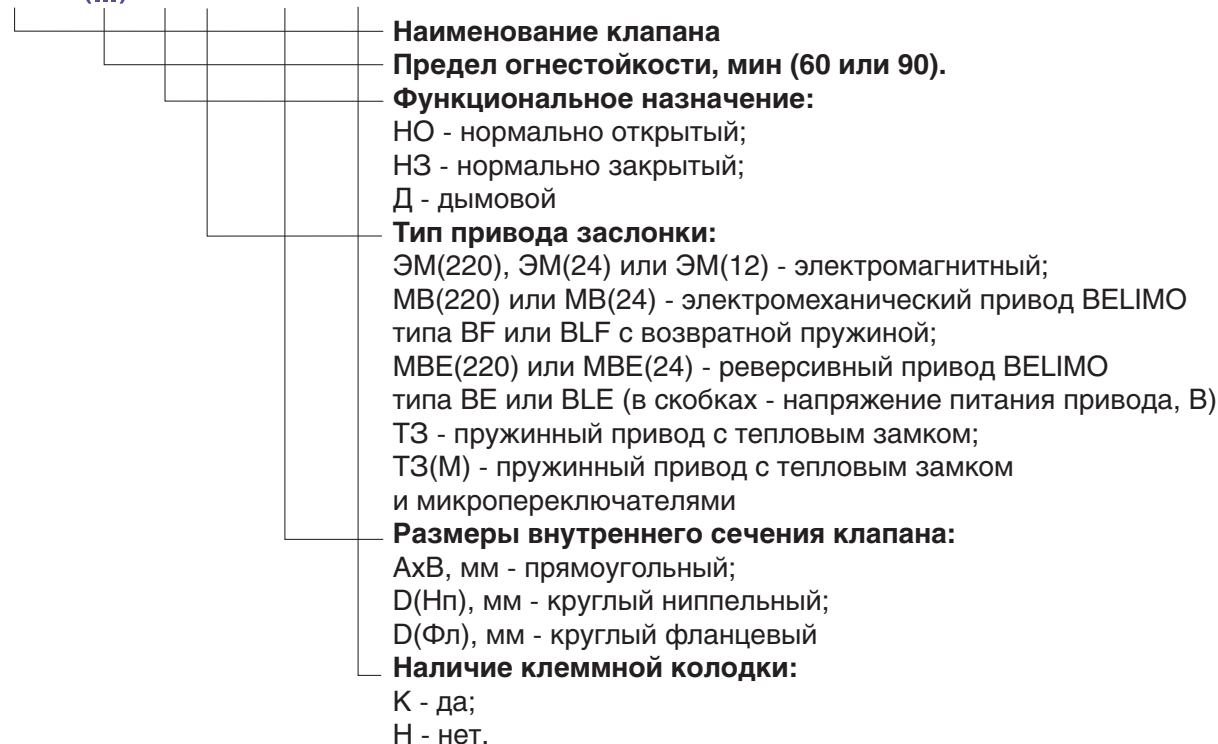 (...)
Наименование клапана
Предел огнестойкости, мин (60 или 90).
Функциональное назначение:
НО - нормально открытый;
НЗ - нормально закрытый;
Д - дымовой
Тип привода заслонки:
ЭМ(220), ЭМ(24) или ЭМ(12) - электромагнитный;
МВ(220) или МВ(24) - электромеханический привод BELIMO
типа BF или BLF с возвратной пружиной;
МВЕ(220) или МВЕ(24) - реверсивный привод BELIMO
типа BE или BLE (в скобках - напряжение питания привода, В)
ТЗ - пружинный привод с тепловым замком;
ТЗ(М) - пружинный привод с тепловым замком
и микропереключателями
Размеры внутреннего сечения клапана:
АхВ, мм - прямоугольный;
D(Нп), мм - круглый ниппельный;
D(Фл), мм - круглый фланцевый
Наличие клеммной колодки:
К - да;
Н - нет.